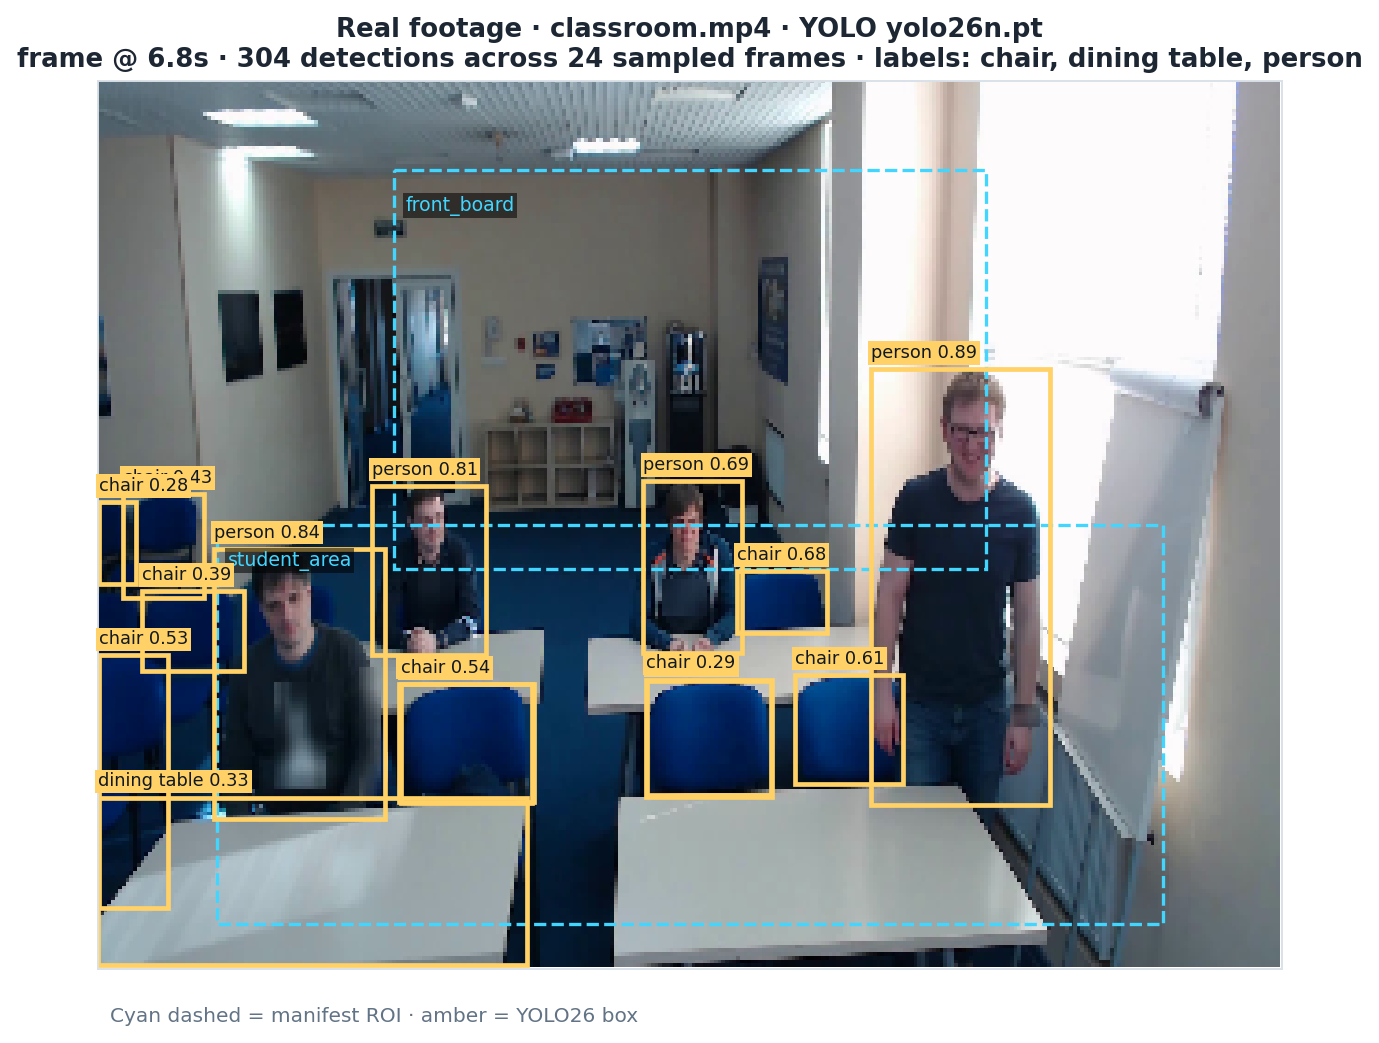 Real footage · classroom.mp4 · YOLO yolo26n.pt
frame @ 6.8s · 304 detections across 24 sampled frames · labels: chair, dining table, person
front_board
person 0.89
person 0.81
person 0.69
chair 0.43
chair 0.28
person 0.84
chair 0.68
student_area
chair 0.39
chair 0.53
chair 0.54
chair 0.29
chair 0.61
dining table 0.33
Cyan dashed = manifest ROI · amber = YOLO26 box